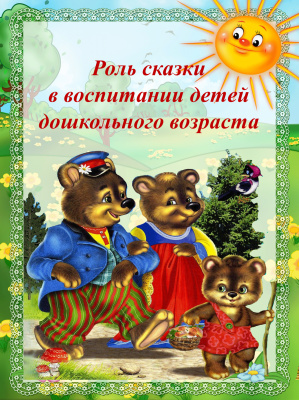 Роль сказки
в воспитании детей
дошкольного возраста